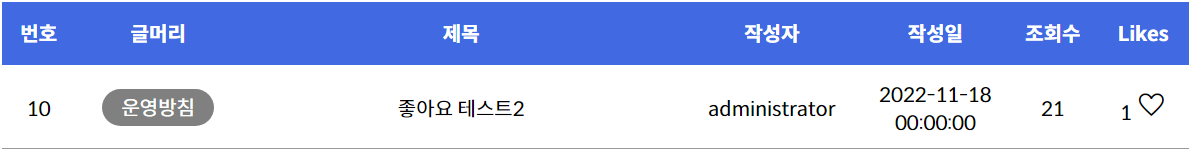 번호 글머리 제목 작성자 작성일 조회수 Likes
10 운영방침 좋아요 테스트2 administrator 2022-11-18 00:00:00 21 1